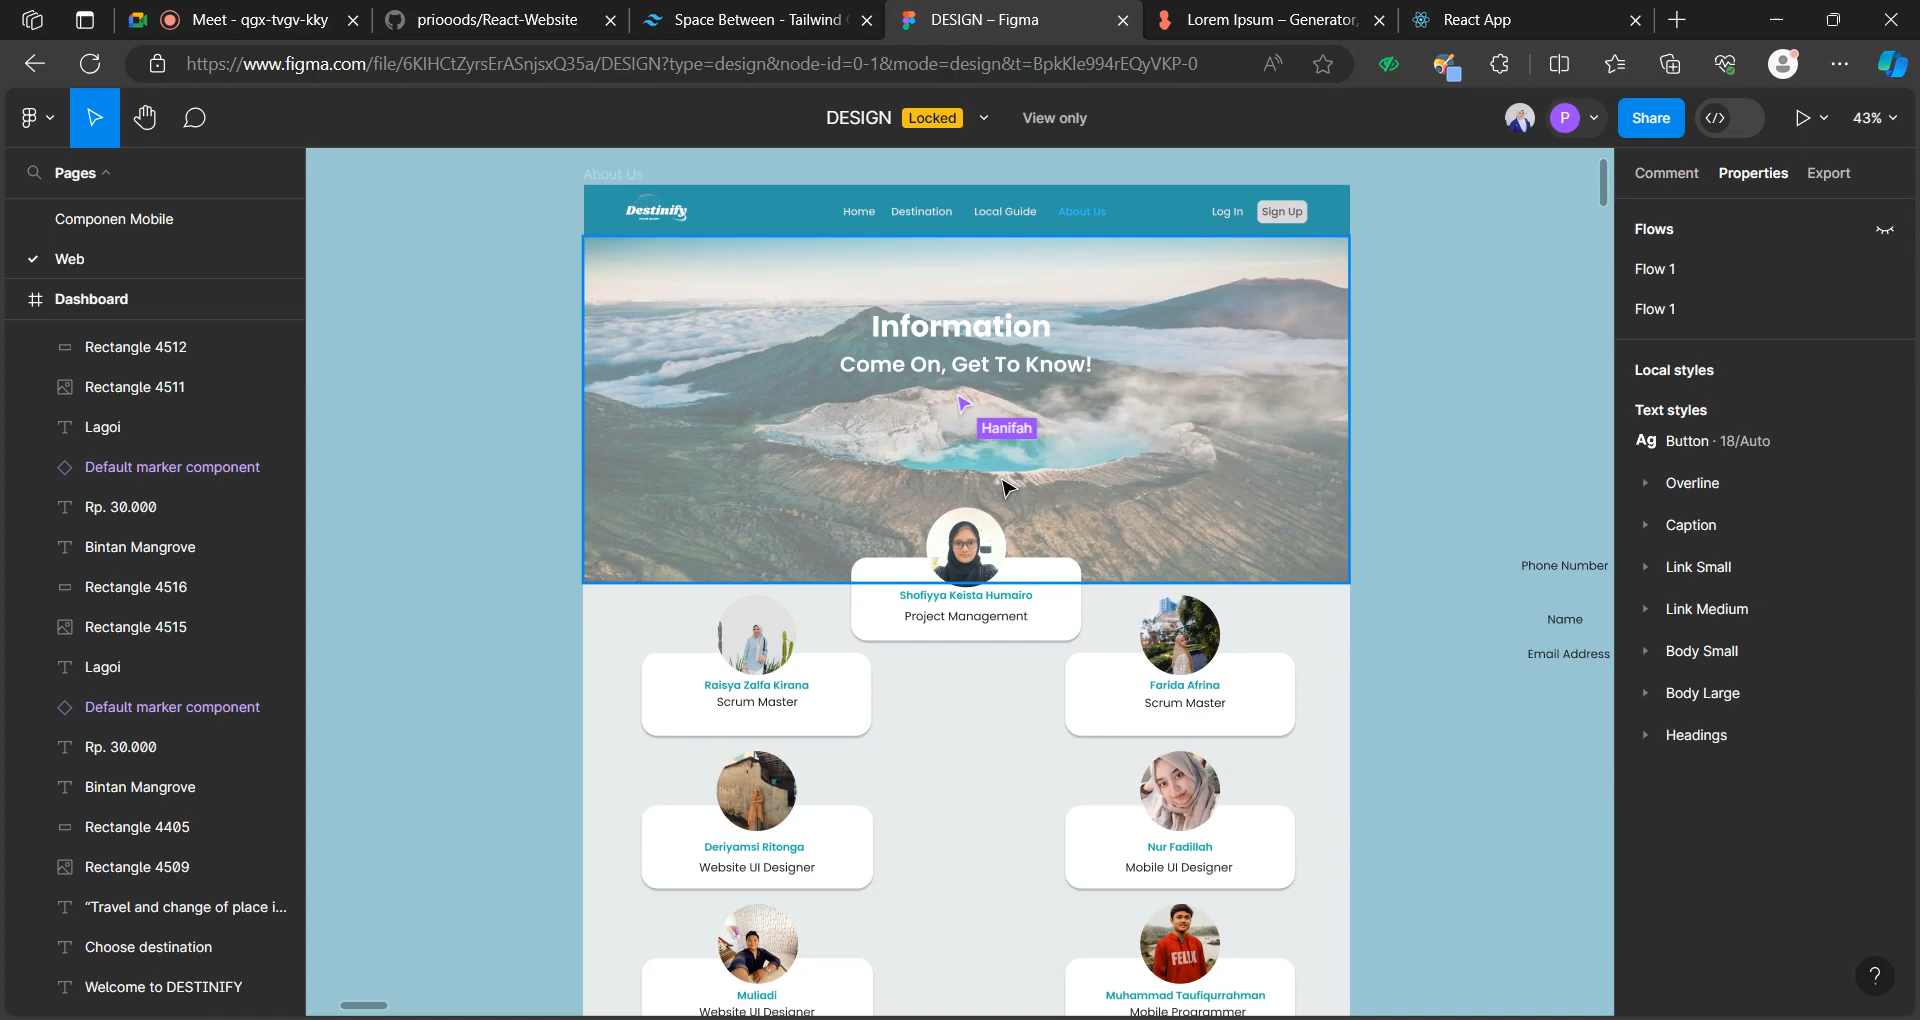 Meet - qgx-tvgv-kky
priooods/React-Website
Space Between - Tailwind
DESIGN – Figma
Lorem Ipsum – Generator,
React App
https://www.figma.com/file/6KIHCtZyrsErASnjsxQ35a/DESIGN?type=design&node-id=0-1&mode=design&t=BpkKle994rEQyVKP-0
DESIGN Locked View only
P
Share
43%
Pages
Componen Mobile
Web
Dashboard
Rectangle 4512
Rectangle 4511
Lagoi
Default marker component
Rp. 30.000
Bintan Mangrove
Rectangle 4516
Rectangle 4515
Lagoi
Default marker component
Rp. 30.000
Bintan Mangrove
Rectangle 4405
Rectangle 4509
"Travel and change of place i...
Choose destination
Welcome to DESTINIFY
About Us
Destinify
Home Destination Local Guide About Us Log In Sign Up
Information
Come On, Get To Know!
Hanifah
Shofiyya Keista Humairo
Project Management
Raisya Zalfa Kirana
Scrum Master
Farida Afrina
Scrum Master
Deriyamsi Ritonga
Website UI Designer
Nur Fadillah
Mobile UI Designer
FELIX
Muliadi
Website UI Designer
Muhammad Taufiqurrahman
Mobile Programmer
Phone Number
Name
Email Address
Comment Properties Export
Flows
Flow 1
Flow 1
Local styles
Text styles
Ag Button · 18/Auto
Overline
Caption
Link Small
Link Medium
Body Small
Body Large
Headings
?